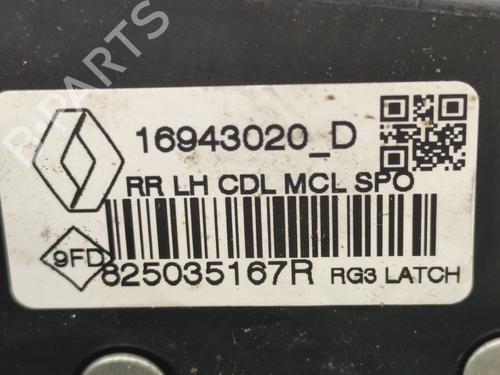 B-PARTS
16943020_D
RR LH CDL MCL SPO
9FD
825035167R RG3 LATCH